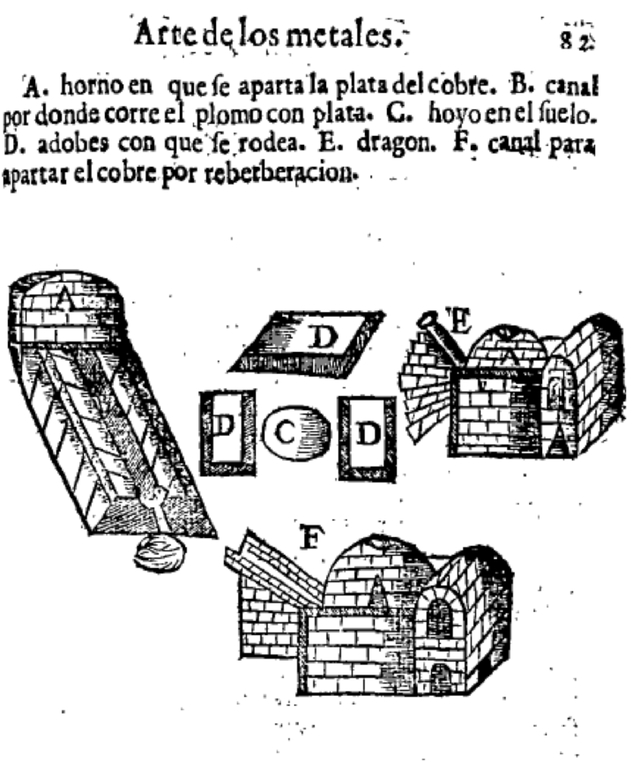 Arte de los metales. 82
A. horno en que ſe aparta la plata del cobre. B. canal
por donde corre el plomo con plata. C. hoyo en el ſuelo.
D. adobes con que ſe rodea. E. dragon. F. canal para
apartar el cobre por reberberacion.
A
E
D
A
D C D
F
A